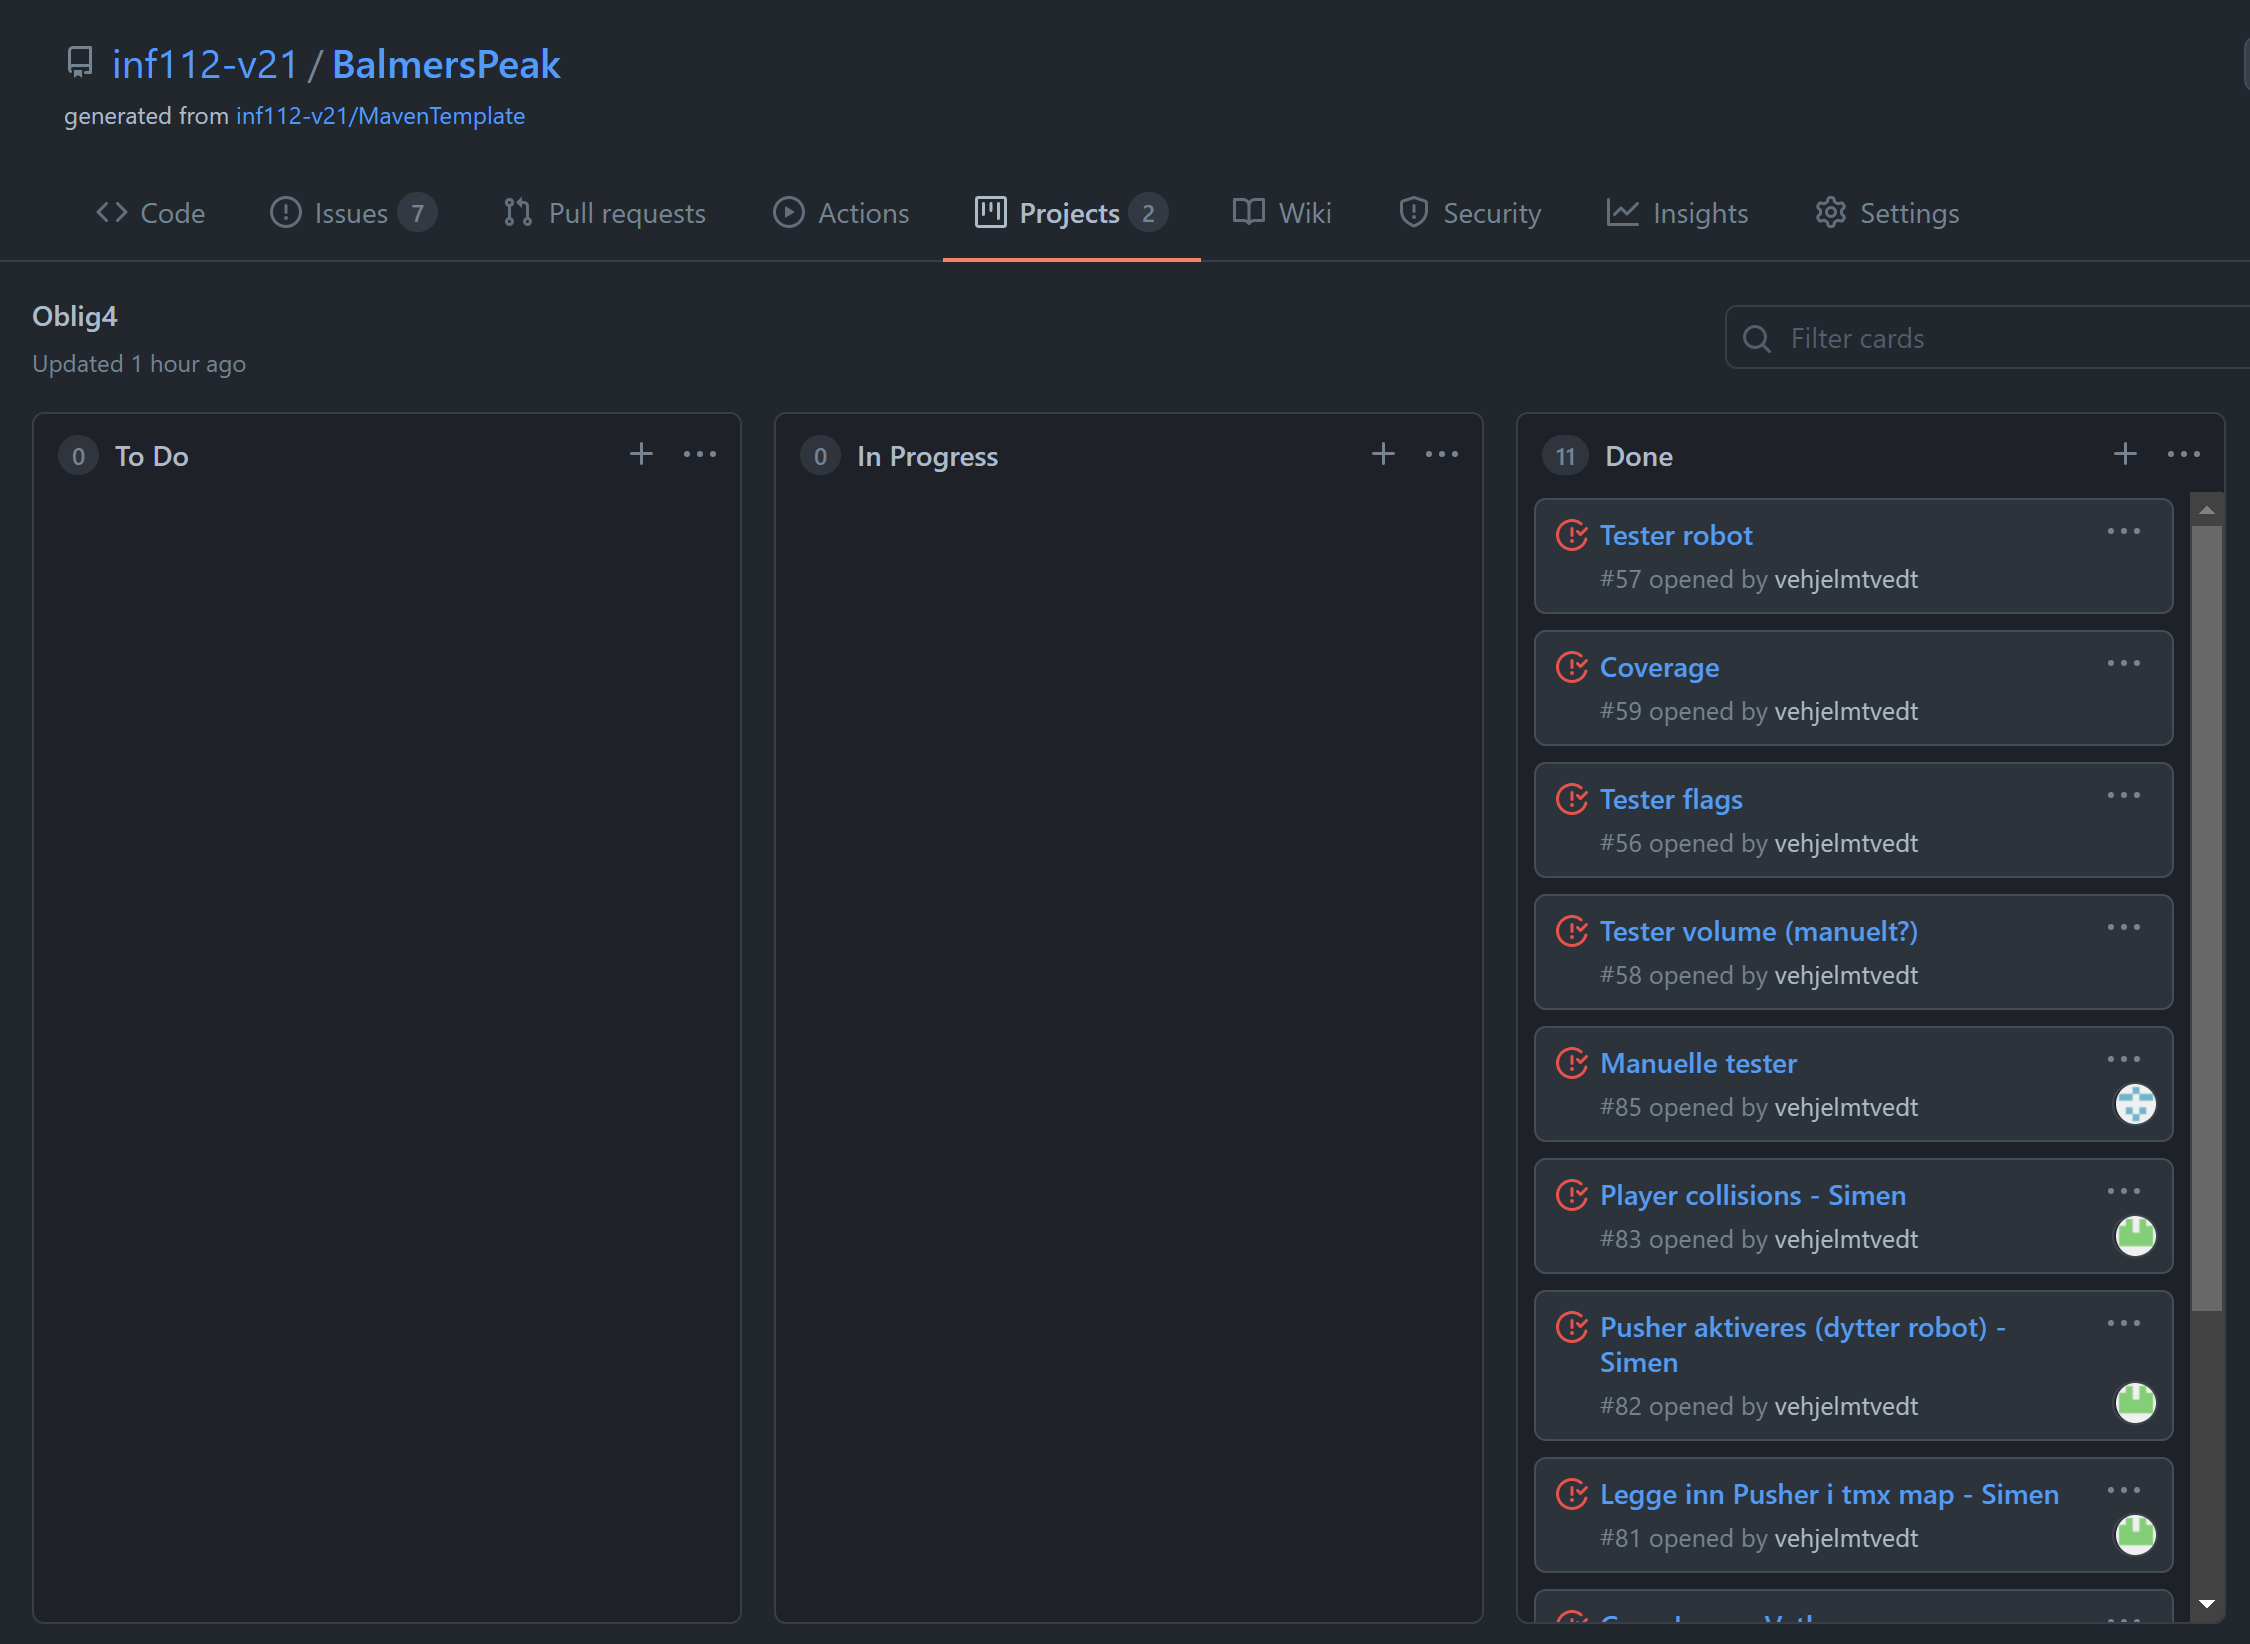 inf112-v21 / BalmersPeak
generated from inf112-v21/MavenTemplate
Code Issues 7 Pull requests Actions Projects 2 Wiki Security Insights Settings
Oblig4
Updated 1 hour ago
Filter cards
0 To Do
0 In Progress
11 Done
Tester robot
#57 opened by vehjelmtvedt
Coverage
#59 opened by vehjelmtvedt
Tester flags
#56 opened by vehjelmtvedt
Tester volume (manuelt?)
#58 opened by vehjelmtvedt
Manuelle tester
#85 opened by vehjelmtvedt
Player collisions - Simen
#83 opened by vehjelmtvedt
Pusher aktiveres (dytter robot) -
Simen
#82 opened by vehjelmtvedt
Legge inn Pusher i tmx map - Simen
#81 opened by vehjelmtvedt